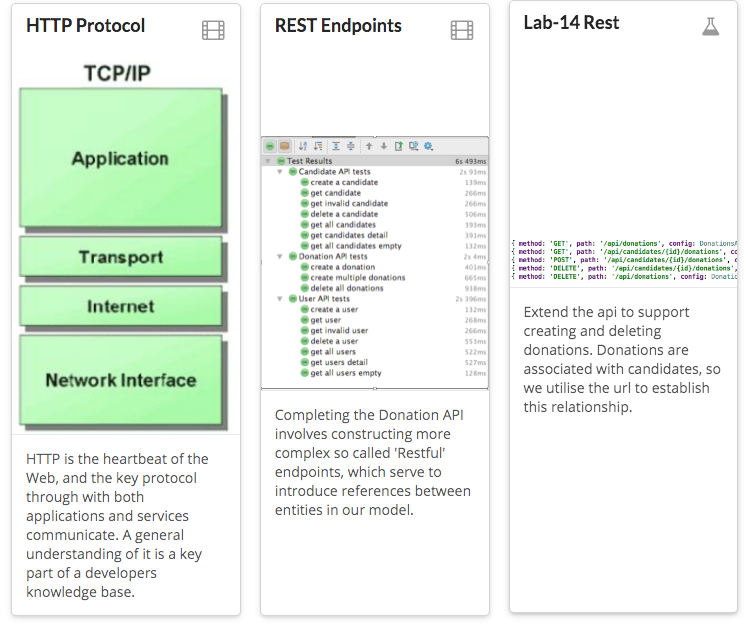 HTTP Protocol
TCP/IP
Application
Transport
Internet
Network Interface
HTTP is the heartbeat of the
Web, and the key protocol
through with both
applications and services
communicate. A general
understanding of it is a key
part of a developers
knowledge base.
REST Endpoints
Test Results 6s 493ms
Candidate API tests 2s 93ms
create a candidate 139ms
get candidate 266ms
get invalid candidate 266ms
delete a candidate 506ms
get all candidates 393ms
get candidates detail 391ms
get all candidates empty 132ms
Donation API tests 2s 4ms
create a donation 401ms
create multiple donations 665ms
delete all donations 938ms
User API tests 2s 396ms
create a user 132ms
get user 268ms
get invalid user 266ms
delete a user 553ms
get all users 522ms
get users detail 527ms
get all users empty 128ms
Completing the Donation API
involves constructing more
complex so called 'Restful'
endpoints, which serve to
introduce references between
entities in our model.
Lab-14 Rest
{ method: 'GET', path: '/api/donations', config: DonationsA
{ method: 'GET', path: '/api/candidates/{id}/donations', co
{ method: 'POST', path: '/api/candidates/{id}/donations', c
{ method: 'DELETE', path: '/api/candidates/{id}/donations',
{ method: 'DELETE', path: '/api/donations', config: Donatio
Extend the api to support
creating and deleting
donations. Donations are
associated with candidates, so
we utilise the url to establish
this relationship.